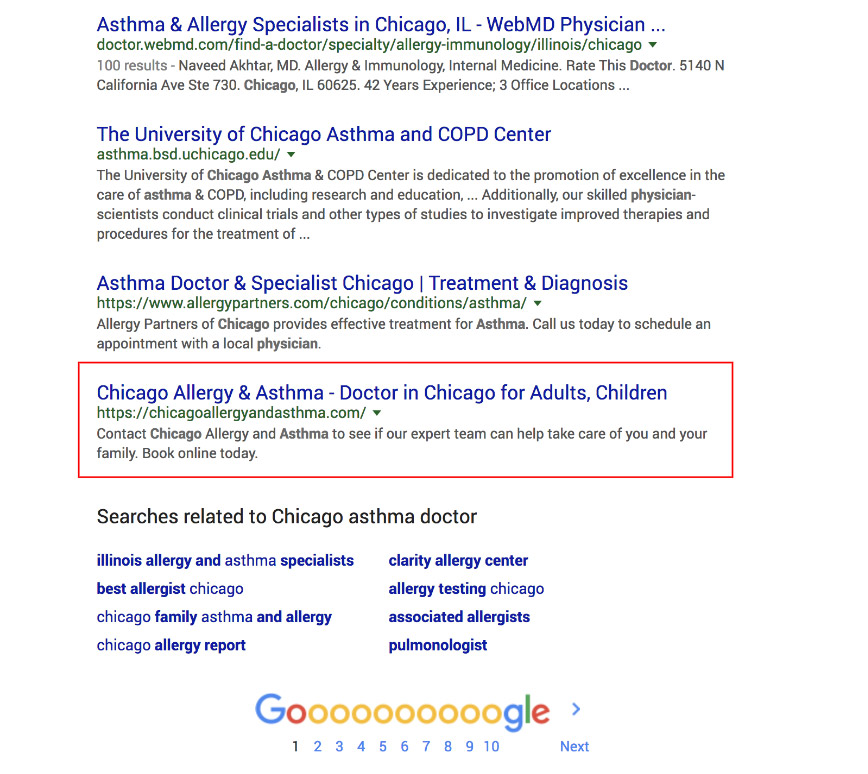 Asthma & Allergy Specialists in Chicago, IL - WebMD Physician ...
doctor.webmd.com/find-a-doctor/specialty/allergy-immunology/illinois/chicago
100 results - Naveed Akhtar, MD. Allergy & Immunology, Internal Medicine. Rate This Doctor. 5140 N
California Ave Ste 730. Chicago, IL 60625. 42 Years Experience; 3 Office Locations ...
The University of Chicago Asthma and COPD Center
asthma.bsd.uchicago.edu/
The University of Chicago Asthma & COPD Center is dedicated to the promotion of excellence in the
care of asthma & COPD, including research and education, ... Additionally, our skilled physician-
scientists conduct clinical trials and other types of studies to investigate improved therapies and
procedures for the treatment of ...
Asthma Doctor & Specialist Chicago | Treatment & Diagnosis
https://www.allergypartners.com/chicago/conditions/asthma/
Allergy Partners of Chicago provides effective treatment for Asthma. Call us today to schedule an
appointment with a local physician.
Chicago Allergy & Asthma - Doctor in Chicago for Adults, Children
https://chicagoallergyandasthma.com/
Contact Chicago Allergy and Asthma to see if our expert team can help take care of you and your
family. Book online today.
Searches related to Chicago asthma doctor
illinois allergy and asthma specialists
best allergist chicago
chicago family asthma and allergy
chicago allergy report
clarity allergy center
allergy testing chicago
associated allergists
pulmonologist
Goooooooooogle >
1 2 3 4 5 6 7 8 9 10 Next